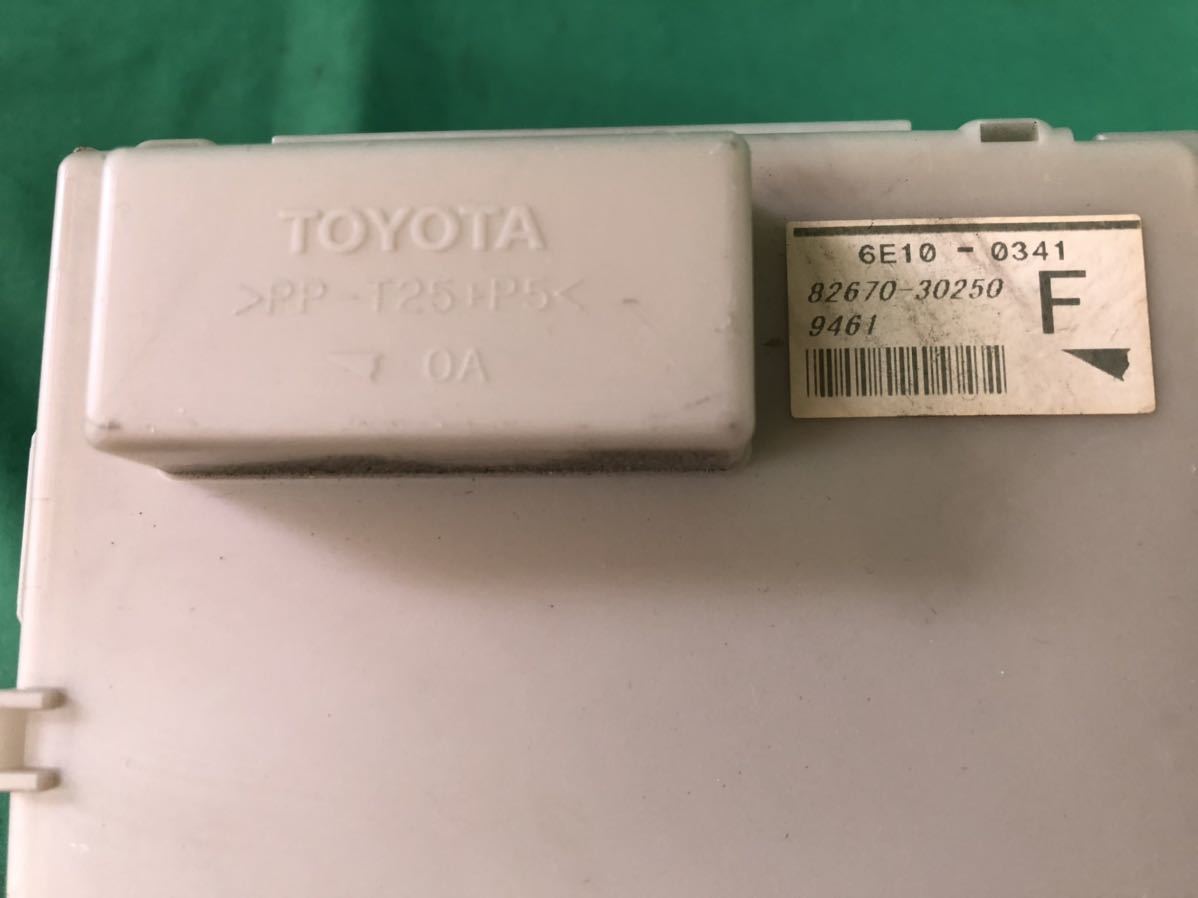 TOYOTA
>PP-T25+P5<
0A
6E10 - 0341
82670-30250
9461
F